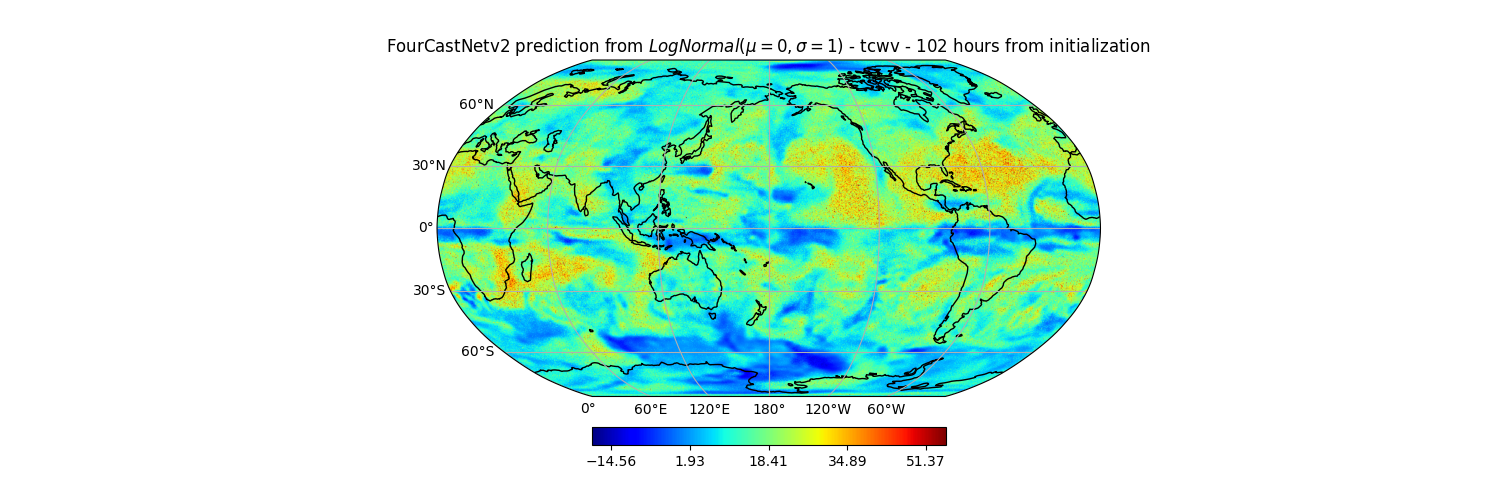 FourCastNetv2 prediction from LogNormal(μ = 0, σ = 1) - tcwv - 102 hours from initialization
60°N
30°N
0°
30°S
60°S
0° 60°E 120°E 180° 120°W 60°W
−14.56 1.93 18.41 34.89 51.37